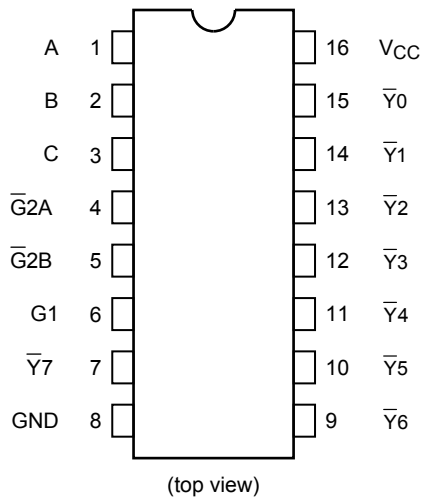 A 1 16 VCC
B 2 15 Y̅0
C 3 14 Y̅1
G̅2A 4 13 Y̅2
G̅2B 5 12 Y̅3
G1 6 11 Y̅4
Y̅7 7 10 Y̅5
GND 8 9 Y̅6
(top view)